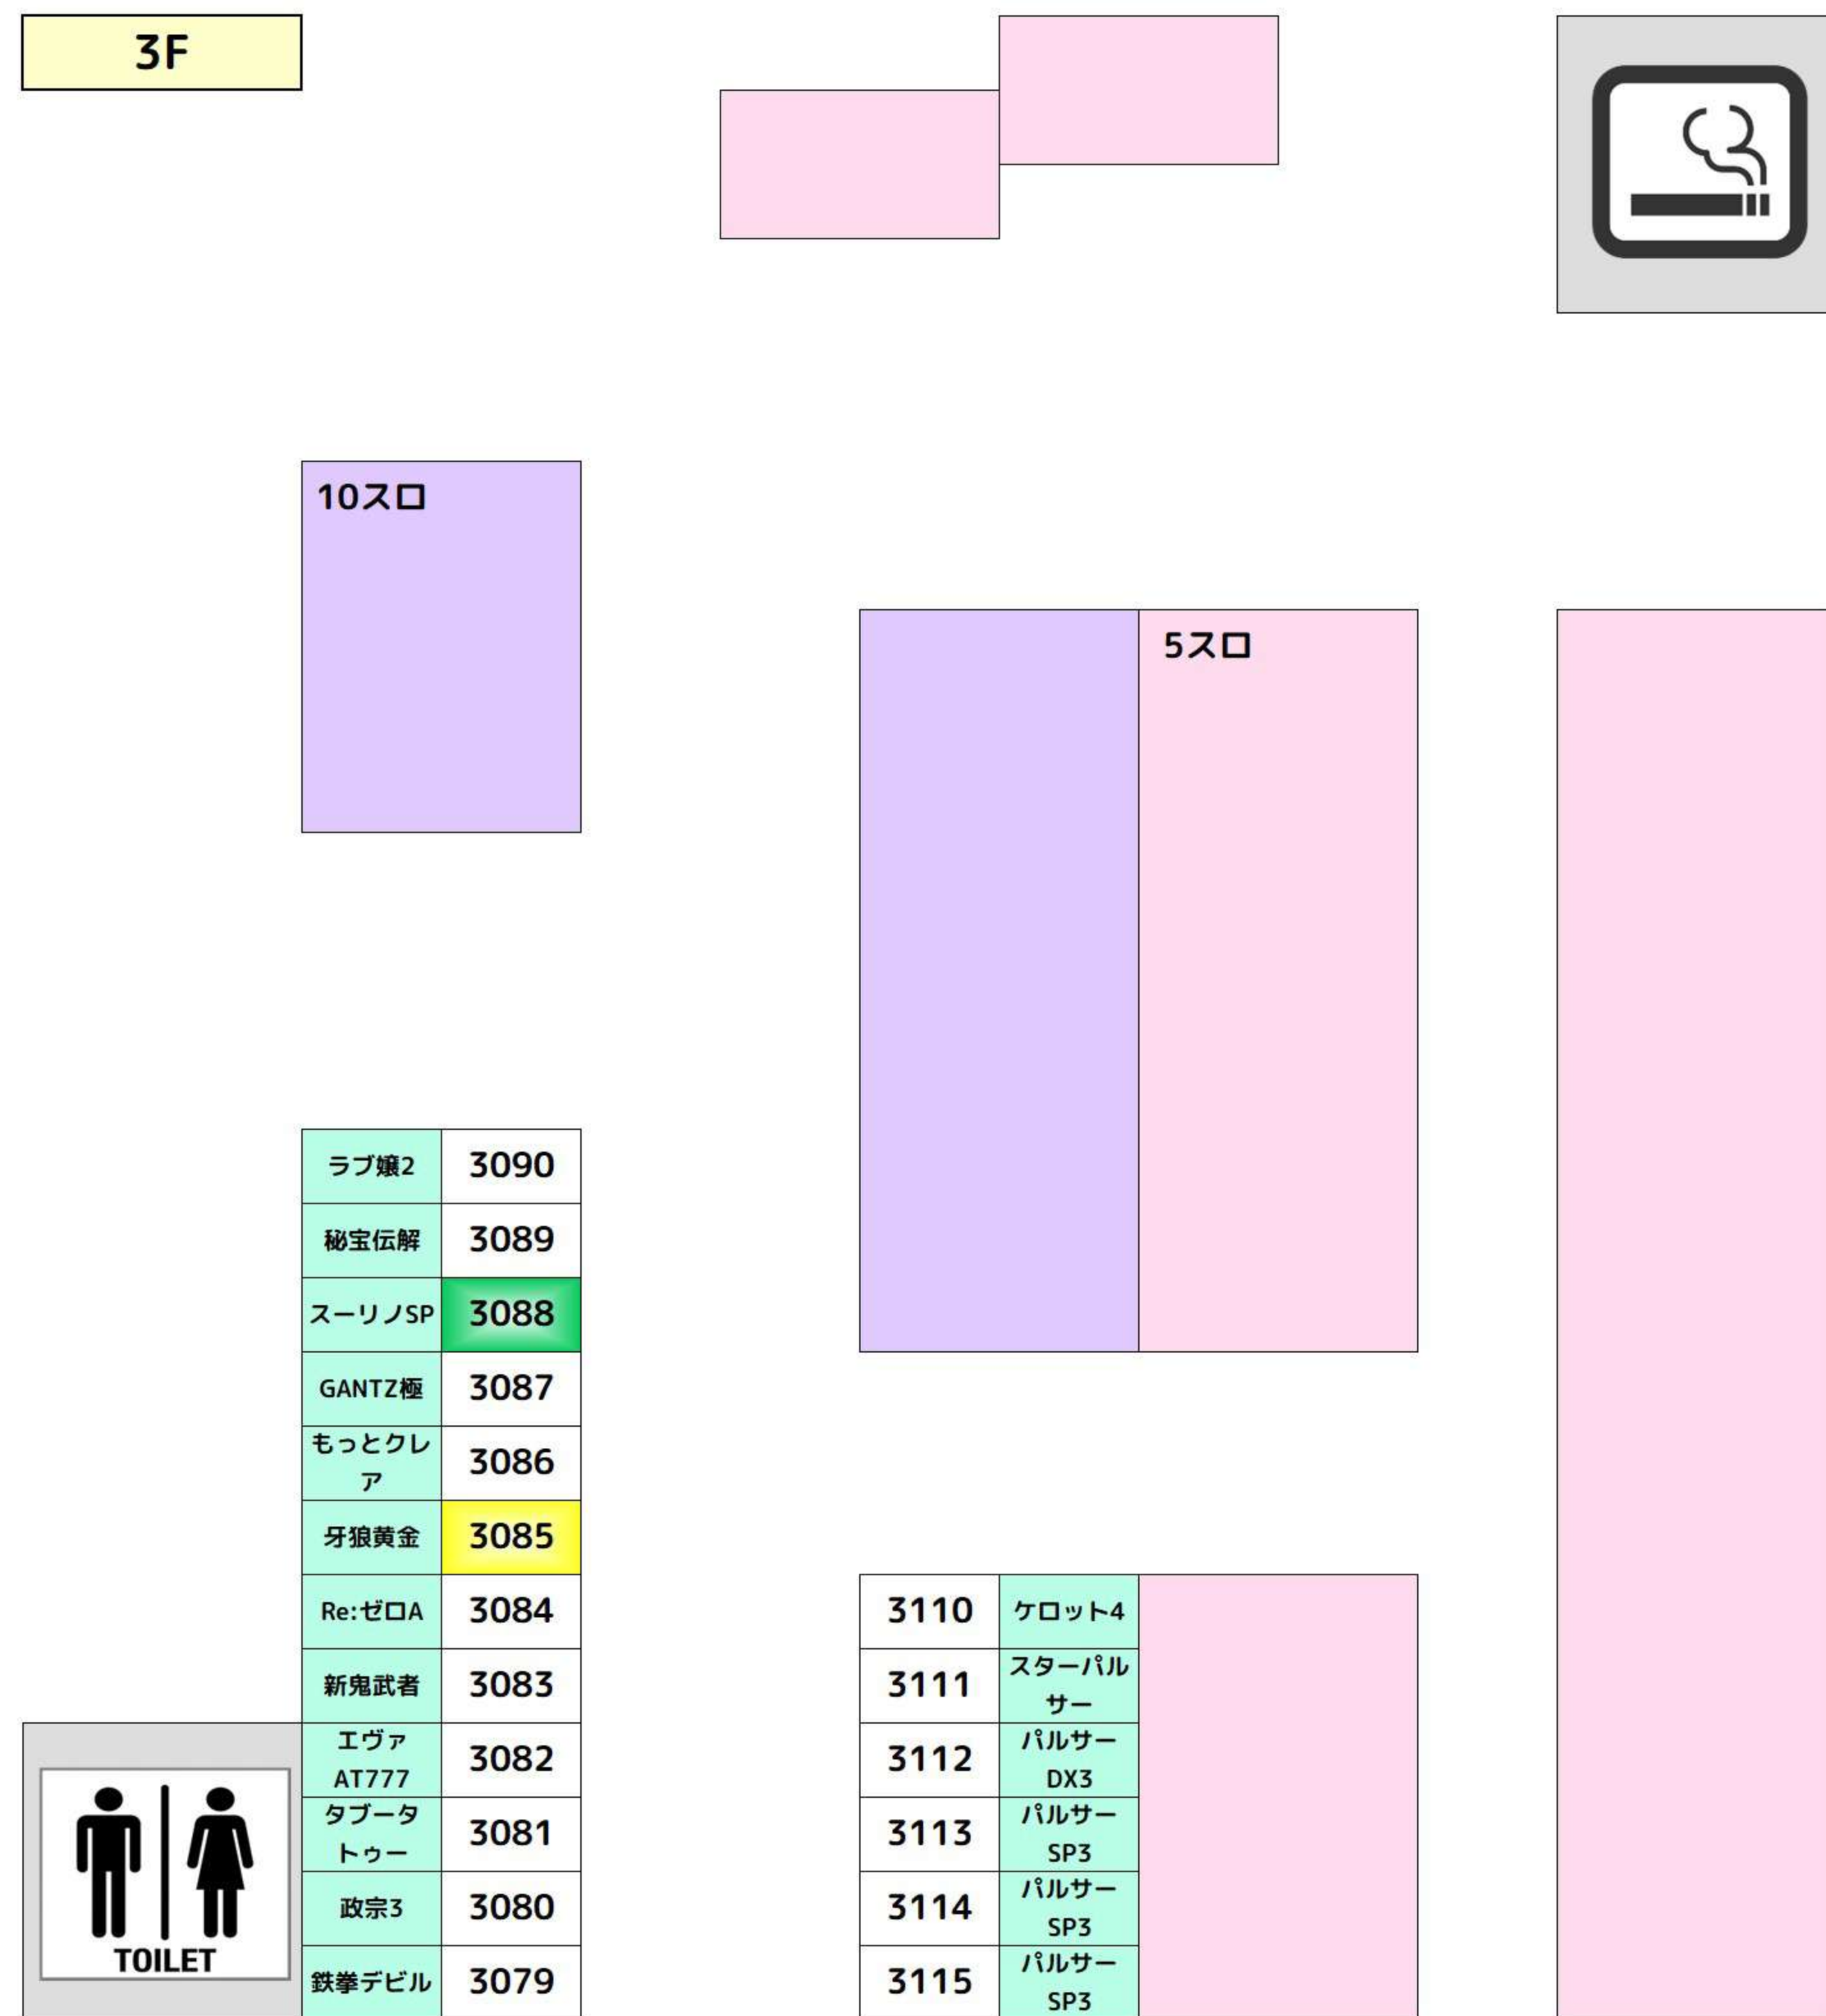 3F
10スロ
5スロ
ラブ嬢2 3090
秘宝伝解 3089
スーリノSP 3088
GANTZ極 3087
もっとクレ
ア
3086
牙狼黄金 3085
Re:ゼロA 3084
新鬼武者 3083
エヴァ
AT777
3082
タブータ
トゥー
3081
政宗3 3080
鉄拳デビル 3079
TOILET
3110 ケロット4
3111
スターパル
サー
3112
パルサー
DX3
3113
パルサー
SP3
3114
パルサー
SP3
3115
パルサー
SP3